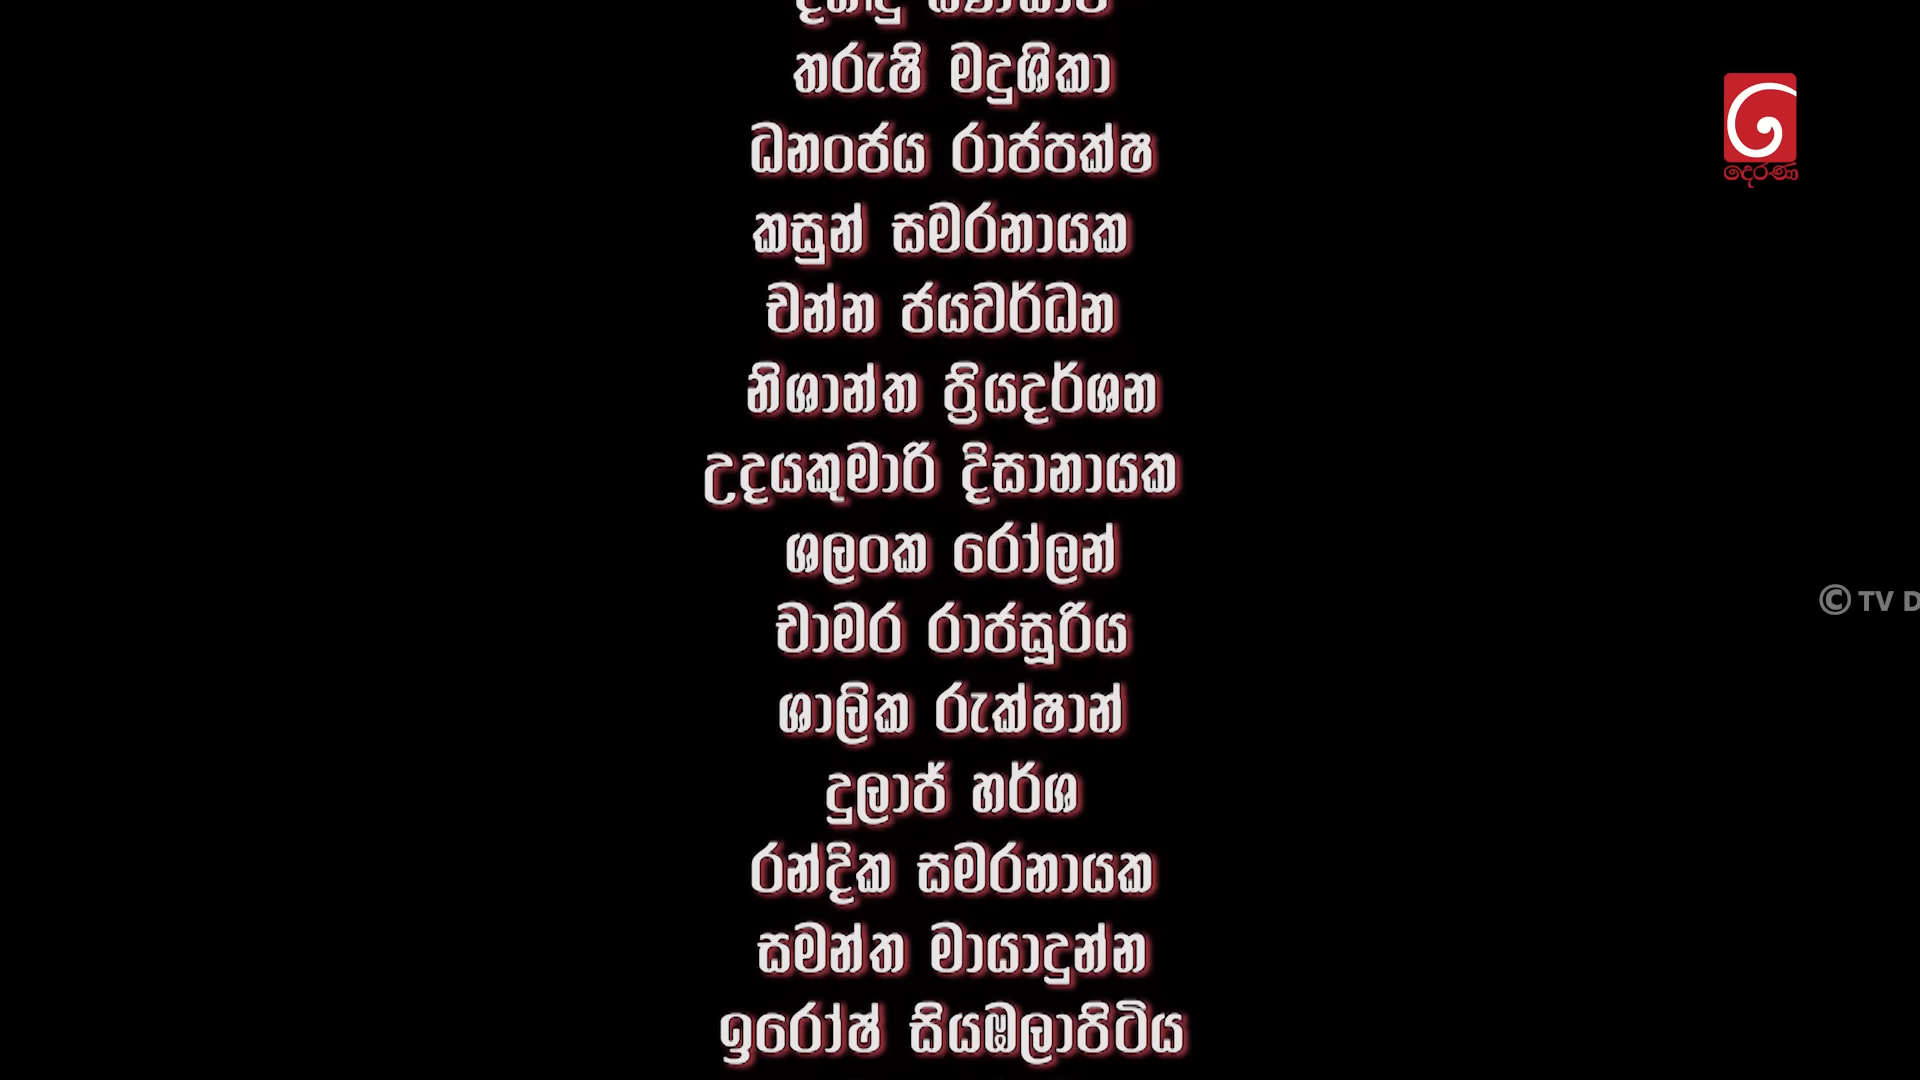 තරුෂි මදුශිකා
ධනංජය රාජපක්ෂ
කසුන් සමරනායක
චන්න ජයවර්ධන
නිශාන්ත ප්‍රියදර්ශන
උදයකුමාරි දිසානායක
ශලංක රෝලන්
චාමර රාජසූරිය
ශාලික රුක්ෂාන්
දුලාජ් හර්ශ
රන්දික සමරනායක
සමන්ත මායාදුන්න
ඉරෝෂ් සියඹලාපිටිය
දෙරණ
© TV D